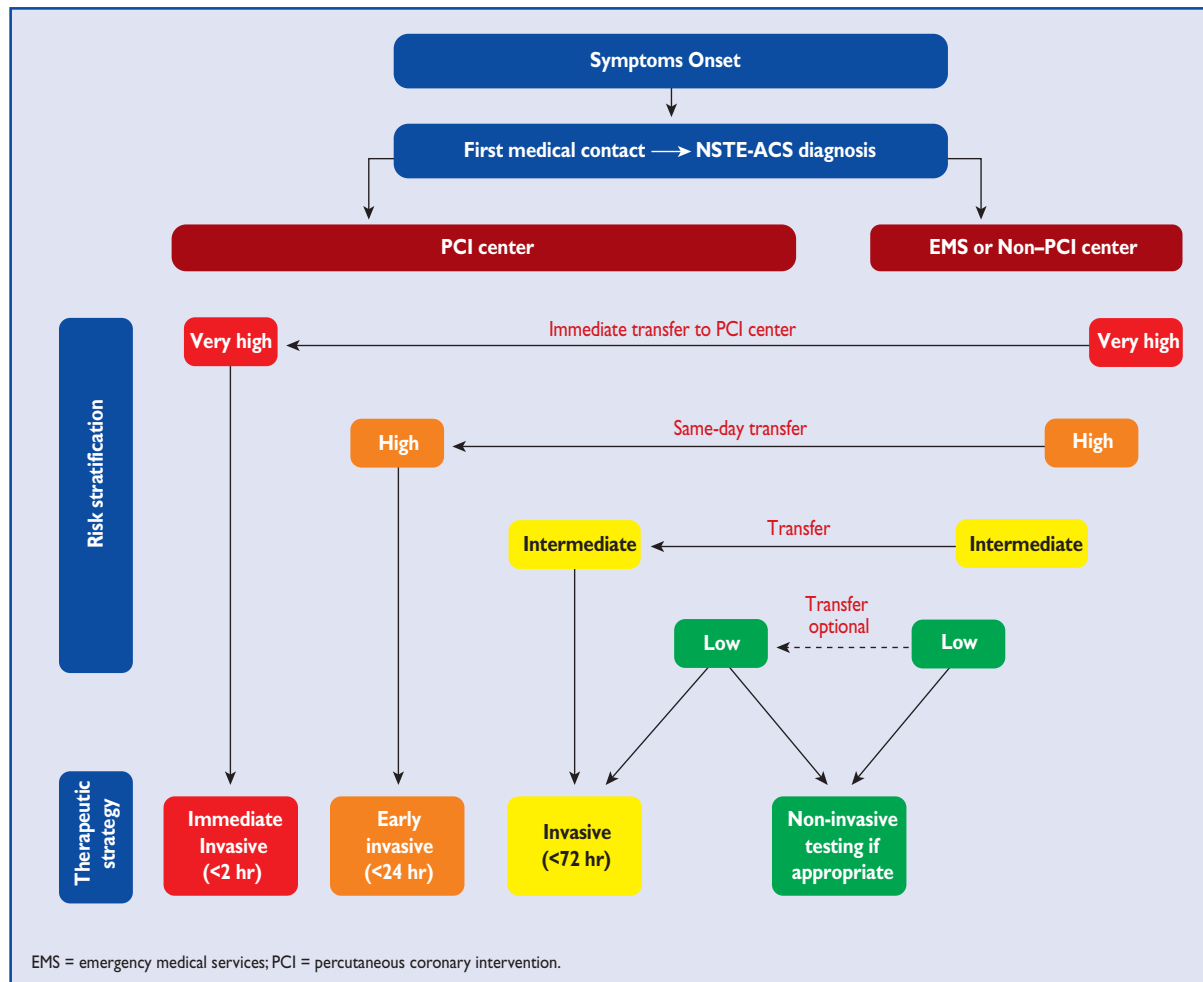 Symptoms Onset
First medical contact → NSTE-ACS diagnosis
PCI center
EMS or Non–PCI center
Risk stratification
Very high
Immediate transfer to PCI center
Very high
High
Same-day transfer
High
Intermediate
Transfer
Intermediate
Low
Transfer
optional
Low
Therapeutic
strategy
Immediate
Invasive
(<2 hr)
Early
invasive
(<24 hr)
Invasive
(<72 hr)
Non-invasive
testing if
appropriate
EMS = emergency medical services; PCI = percutaneous coronary intervention.